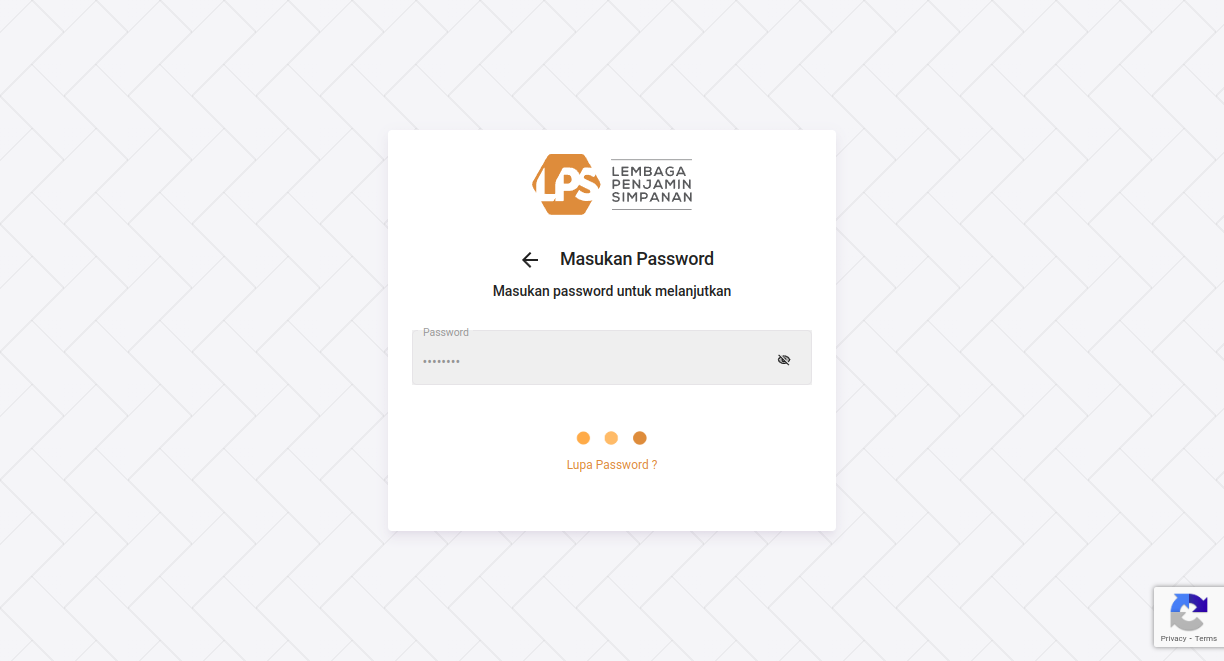 LPS
LEMBAGA
PENJAMIN
SIMPANAN
Masukan Password
Masukan password untuk melanjutkan
Password
••••••••
Lupa Password ?
Privacy - Terms